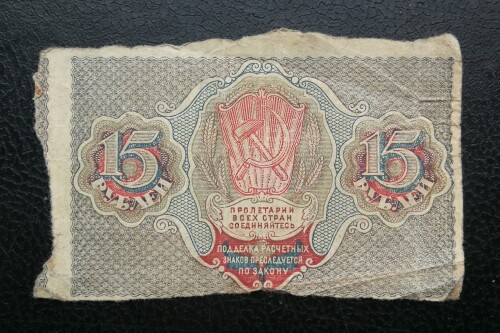 15
РУБЛЕЙ
ПРОЛЕТАРИИ
ВСЕХ СТРАН
СОЕДИНЯЙТЕСЬ
ПОДДЕЛКА РАСЧЕТНЫХ
ЗНАКОВ ПРЕСЛЕДУЕТСЯ
ПО ЗАКОНУ
15
РУБЛЕЙ